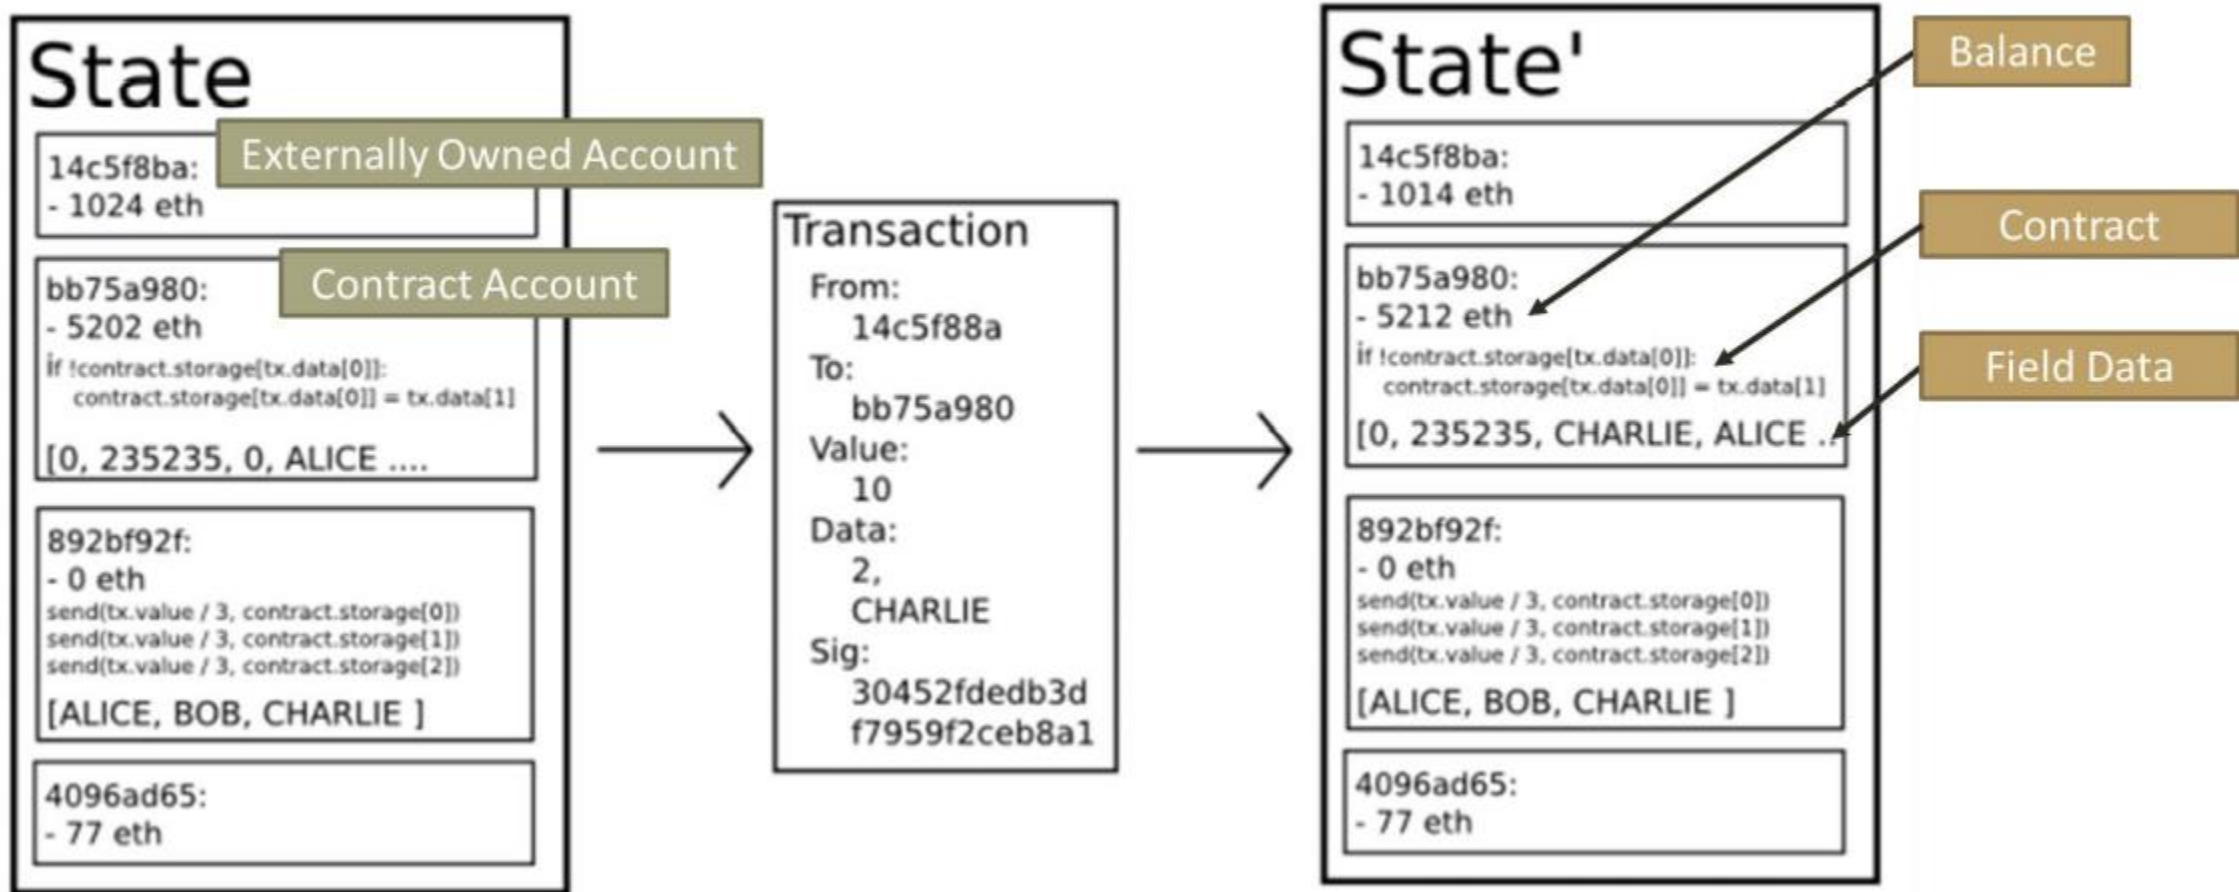 State
Externally Owned Account
14c5f8ba:
- 1024 eth
Contract Account
bb75a980:
- 5202 eth
if !contract.storage[tx.data[0]]:
contract.storage[tx.data[0]] = tx.data[1]
[0, 235235, 0, ALICE ....
892bf92f:
- 0 eth
send(tx.value / 3, contract.storage[0])
send(tx.value / 3, contract.storage[1])
send(tx.value / 3, contract.storage[2])
[ALICE, BOB, CHARLIE ]
4096ad65:
- 77 eth
Transaction
From:
14c5f88a
To:
bb75a980
Value:
10
Data:
2,
CHARLIE
Sig:
30452fdedb3d
f7959f2ceb8a1
State'
14c5f8ba:
- 1014 eth
bb75a980:
- 5212 eth
if !contract.storage[tx.data[0]]:
contract.storage[tx.data[0]] = tx.data[1]
[0, 235235, CHARLIE, ALICE ..
892bf92f:
- 0 eth
send(tx.value / 3, contract.storage[0])
send(tx.value / 3, contract.storage[1])
send(tx.value / 3, contract.storage[2])
[ALICE, BOB, CHARLIE ]
4096ad65:
- 77 eth
Balance
Contract
Field Data